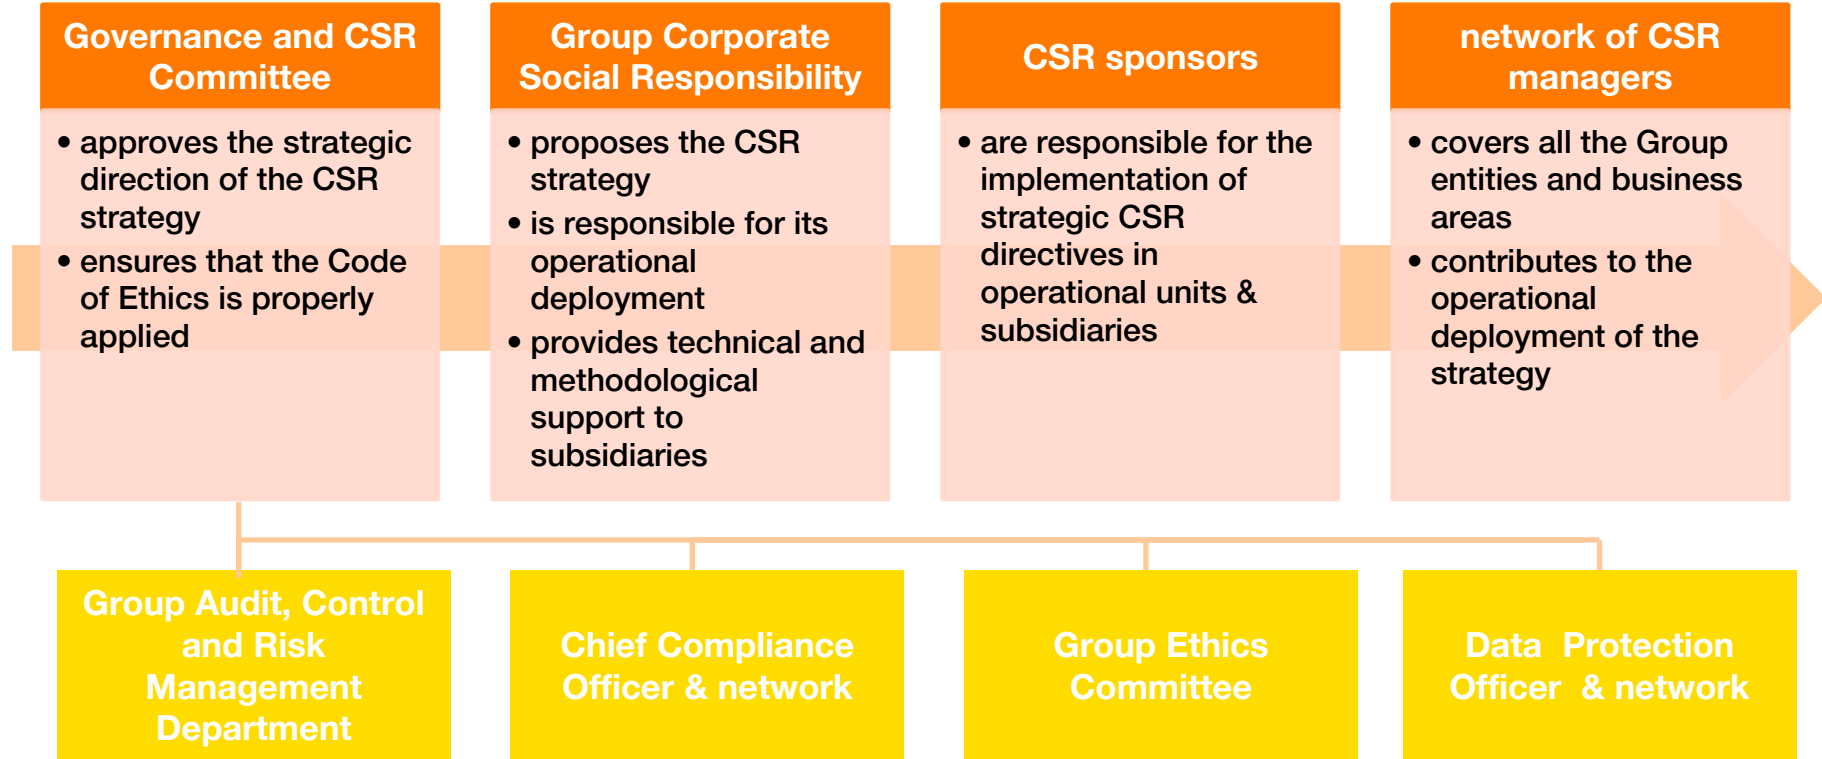 Governance and CSR
Committee
• approves the strategic
direction of the CSR
strategy
• ensures that the Code
of Ethics is properly
applied
Group Corporate
Social Responsibility
• proposes the CSR
strategy
• is responsible for its
operational
deployment
• provides technical and
methodological
support to
subsidiaries
CSR sponsors
• are responsible for the
implementation of
strategic CSR
directives in
operational units &
subsidiaries
network of CSR
managers
• covers all the Group
entities and business
areas
• contributes to the
operational
deployment of the
strategy
Group Audit, Control
and Risk
Management
Department
Chief Compliance
Officer & network
Group Ethics
Committee
Data  Protection
Officer  & network